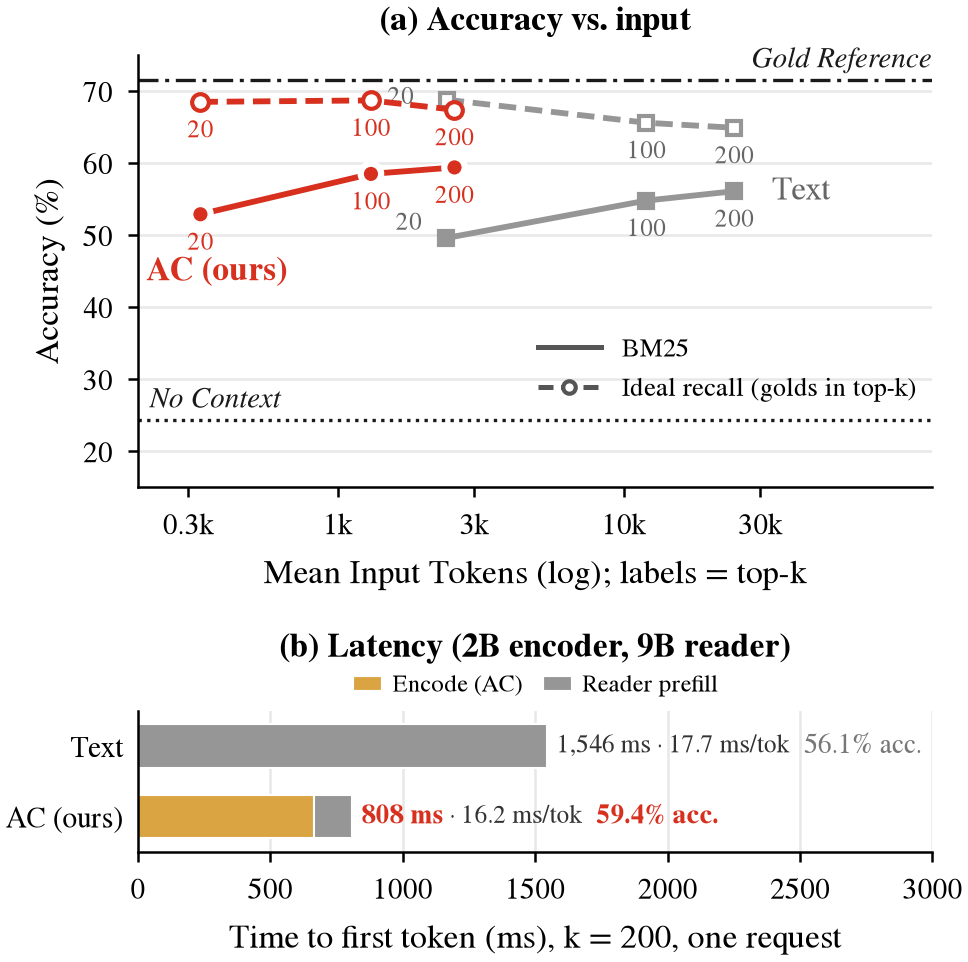 (a) Accuracy vs. input
Gold Reference
70
20
20
100
200
100
200
60
Text
100
200
20
100
200
50
20
AC (ours)
40
BM25
30
Ideal recall (golds in top-k)
No Context
20
Accuracy (%)
0.3k 1k 3k 10k 30k
Mean Input Tokens (log); labels = top-k
(b) Latency (2B encoder, 9B reader)
Encode (AC) Reader prefill
Text 1,546 ms · 17.7 ms/tok 56.1% acc.
AC (ours) 808 ms · 16.2 ms/tok 59.4% acc.
0 500 1000 1500 2000 2500 3000
Time to first token (ms), k = 200, one request